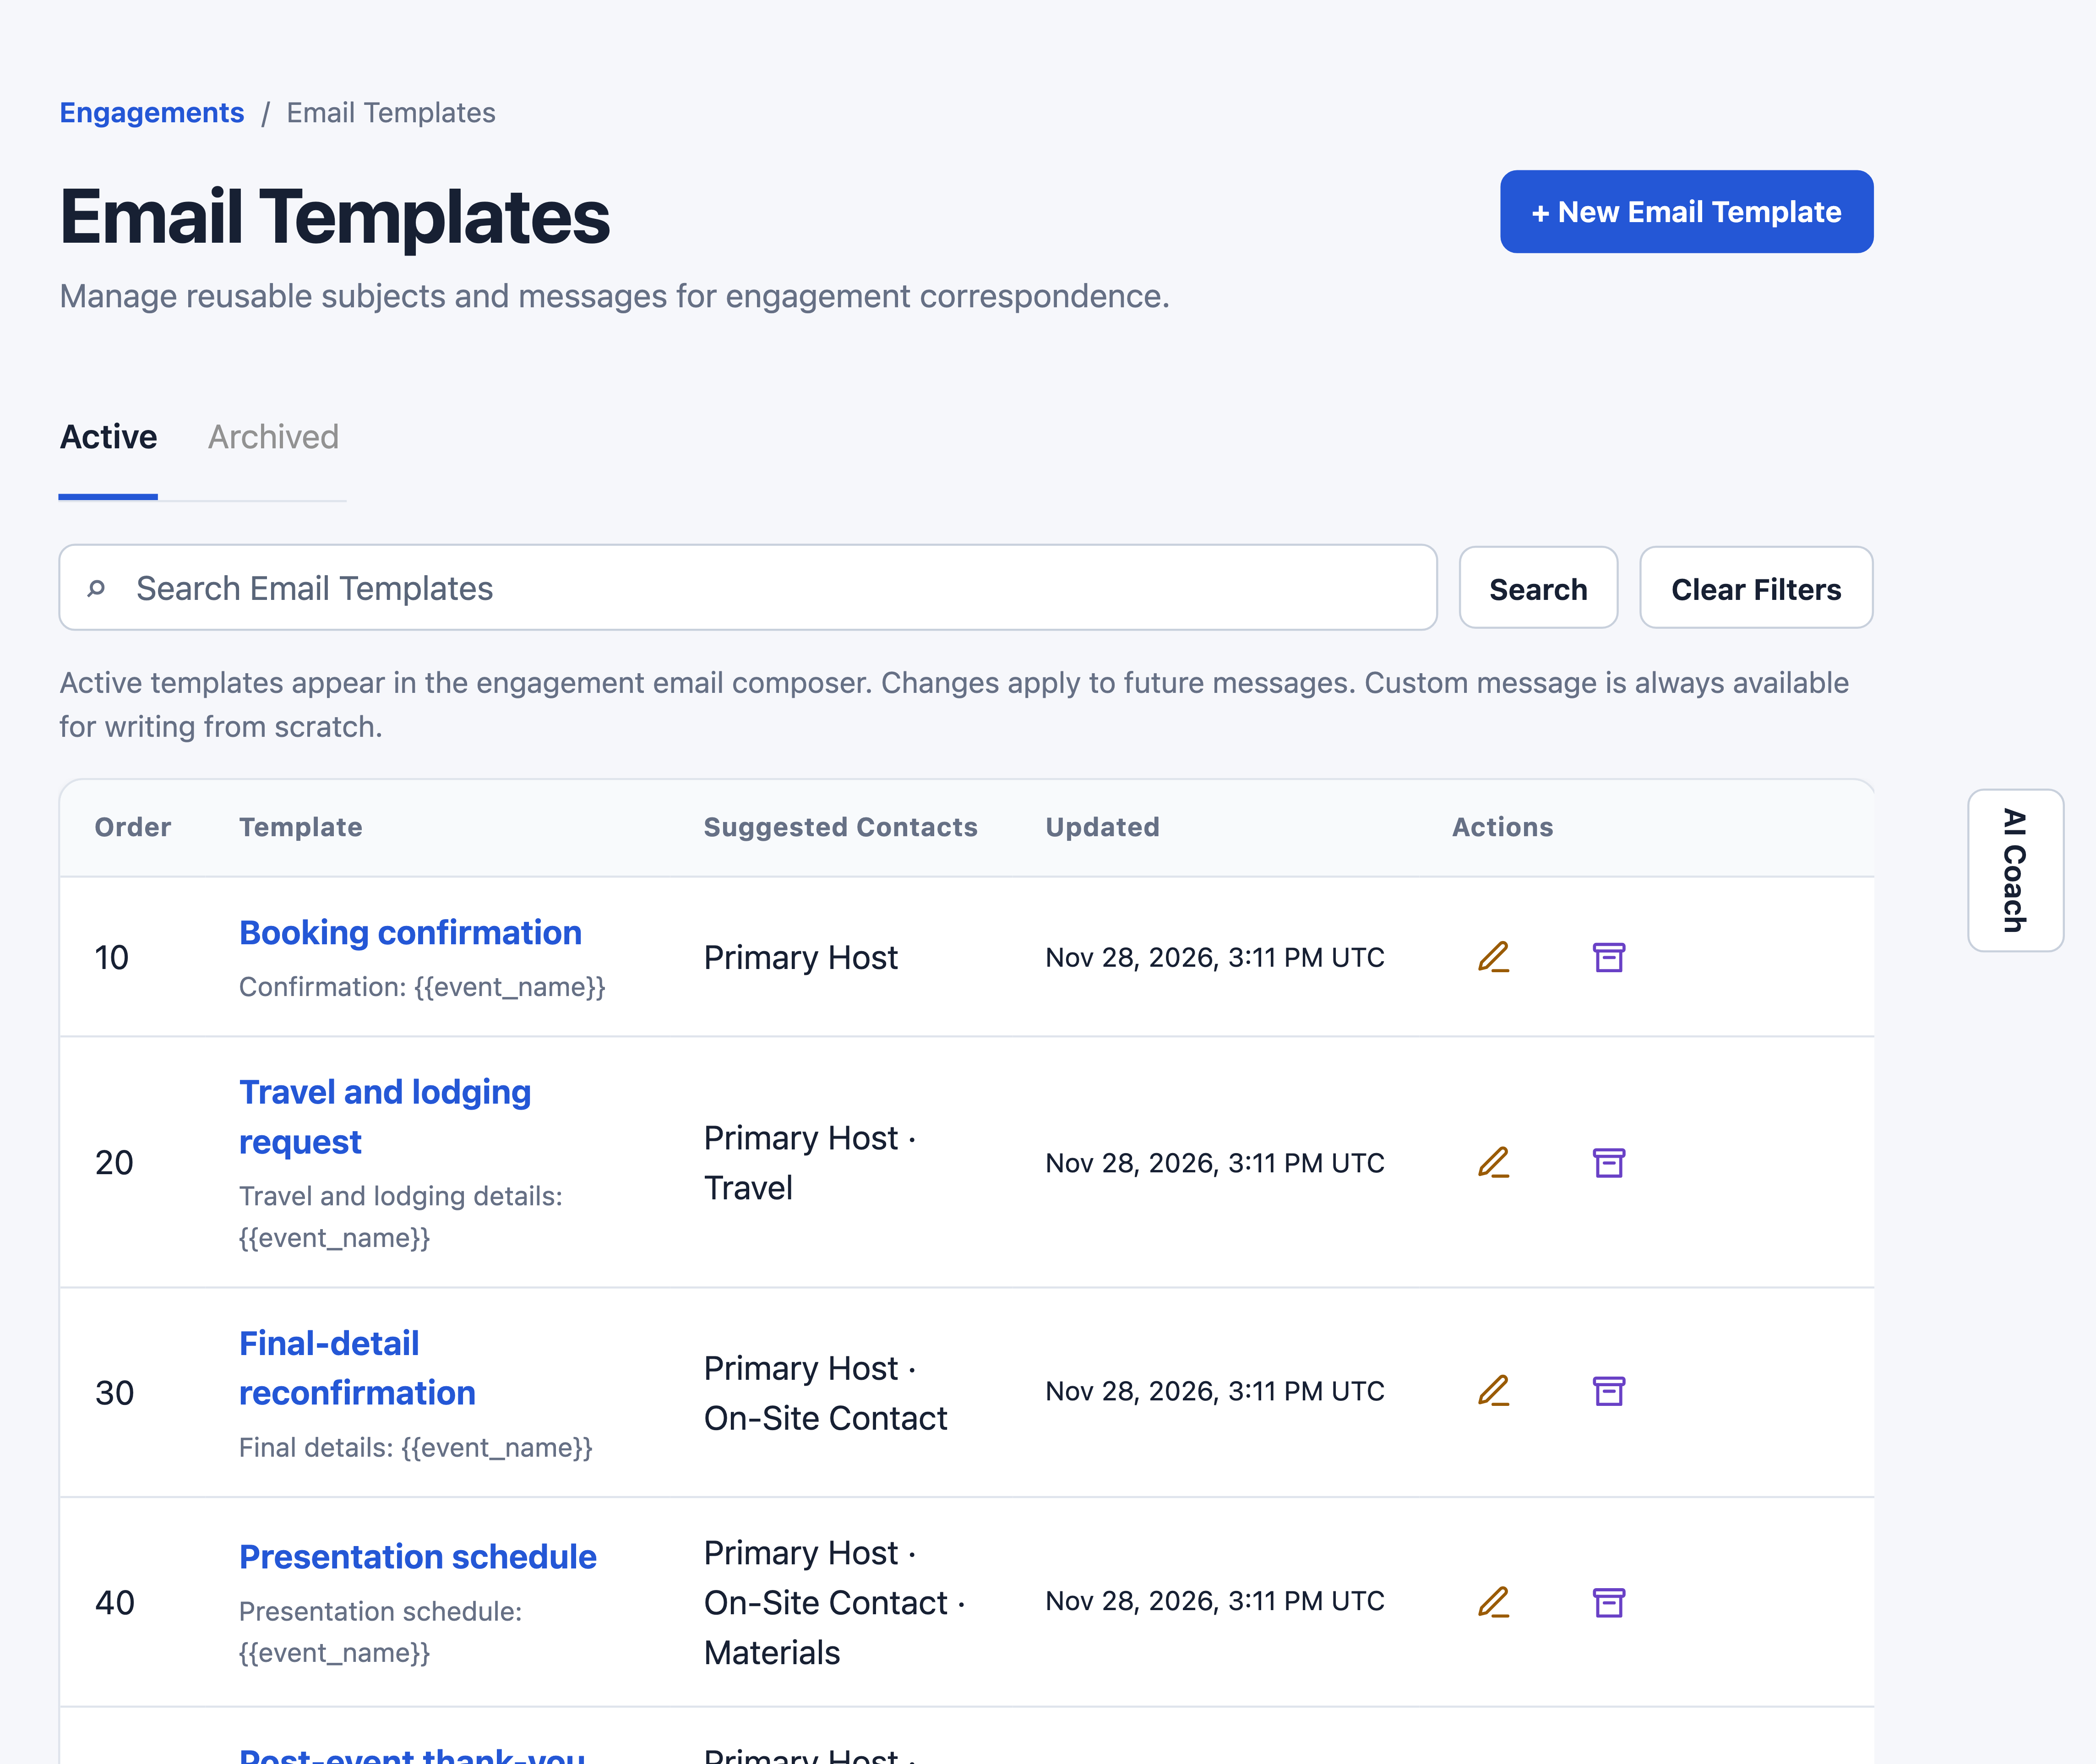 Engagements / Email Templates
Email Templates
+ New Email Template
Manage reusable subjects and messages for engagement correspondence.
Active Archived
Search Email Templates
Search
Clear Filters
Active templates appear in the engagement email composer. Changes apply to future messages. Custom message is always available
for writing from scratch.
Order Template Suggested Contacts Updated Actions
10
Booking confirmation
Confirmation: {{event_name}}
Primary Host
Nov 28, 2026, 3:11 PM UTC
20
Travel and lodging
request
Travel and lodging details:
{{event_name}}
Primary Host ·
Travel
Nov 28, 2026, 3:11 PM UTC
30
Final-detail
reconfirmation
Final details: {{event_name}}
Primary Host ·
On-Site Contact
Nov 28, 2026, 3:11 PM UTC
40
Presentation schedule
Presentation schedule:
{{event_name}}
Primary Host ·
On-Site Contact ·
Materials
Nov 28, 2026, 3:11 PM UTC
Post-event thank-you
Primary Host ·
AI Coach